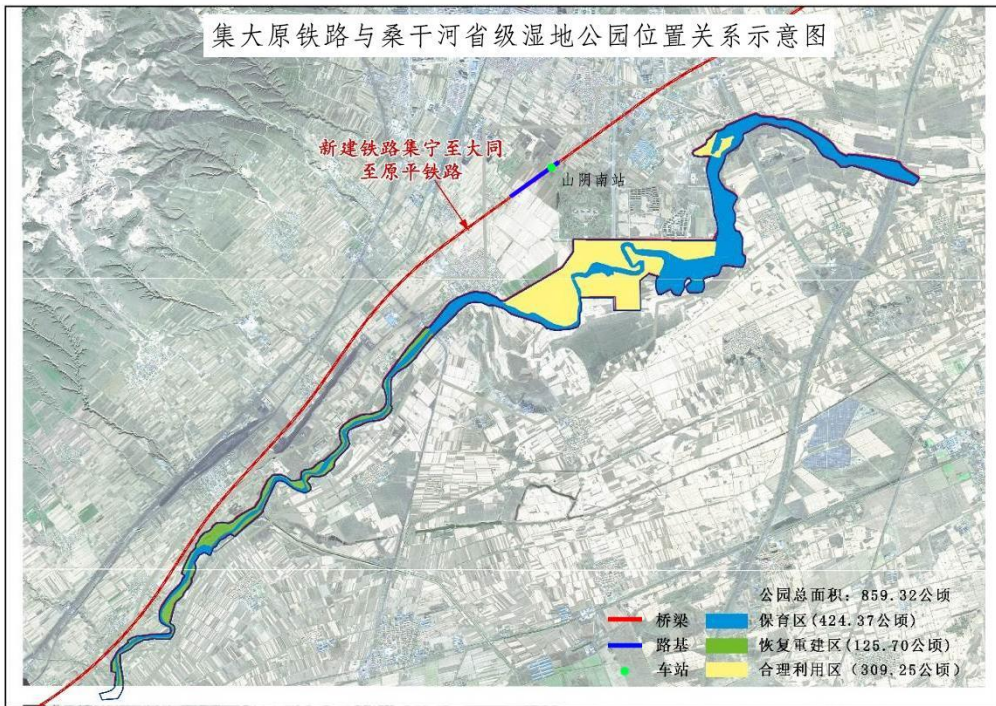 集大原铁路与桑干河省级湿地公园位置关系示意图
新建铁路集宁至大同
至原平铁路
山阴南站
公园总面积：859.32公顷
桥梁
保育区(424.37公顷)
路基
恢复重建区(125.70公顷)
车站
合理利用区（309.25公顷）